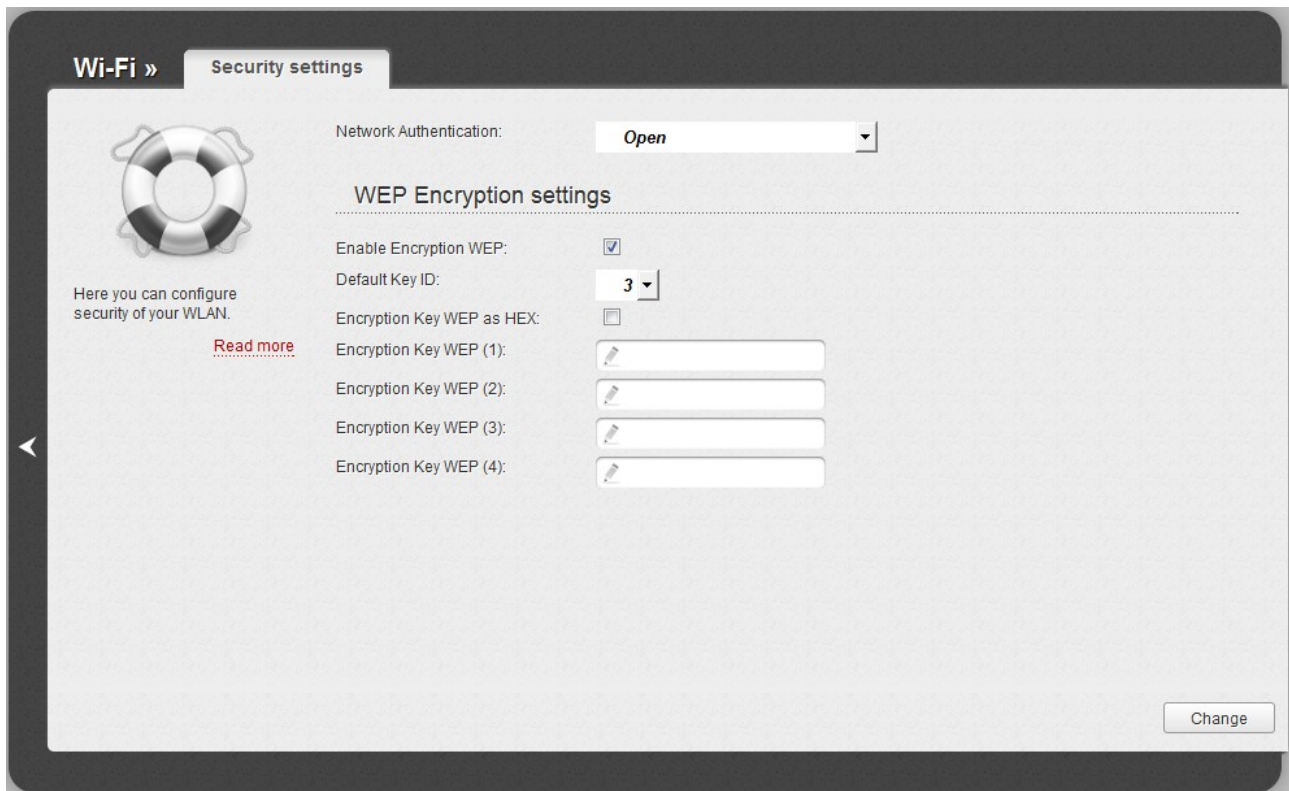 Wi-Fi »
Security settings
Here you can configure
security of your WLAN.
Read more
Network Authentication:
Open
WEP Encryption settings
Enable Encryption WEP:
Default Key ID:
3
Encryption Key WEP as HEX:
Encryption Key WEP (1):
Encryption Key WEP (2):
Encryption Key WEP (3):
Encryption Key WEP (4):
Change